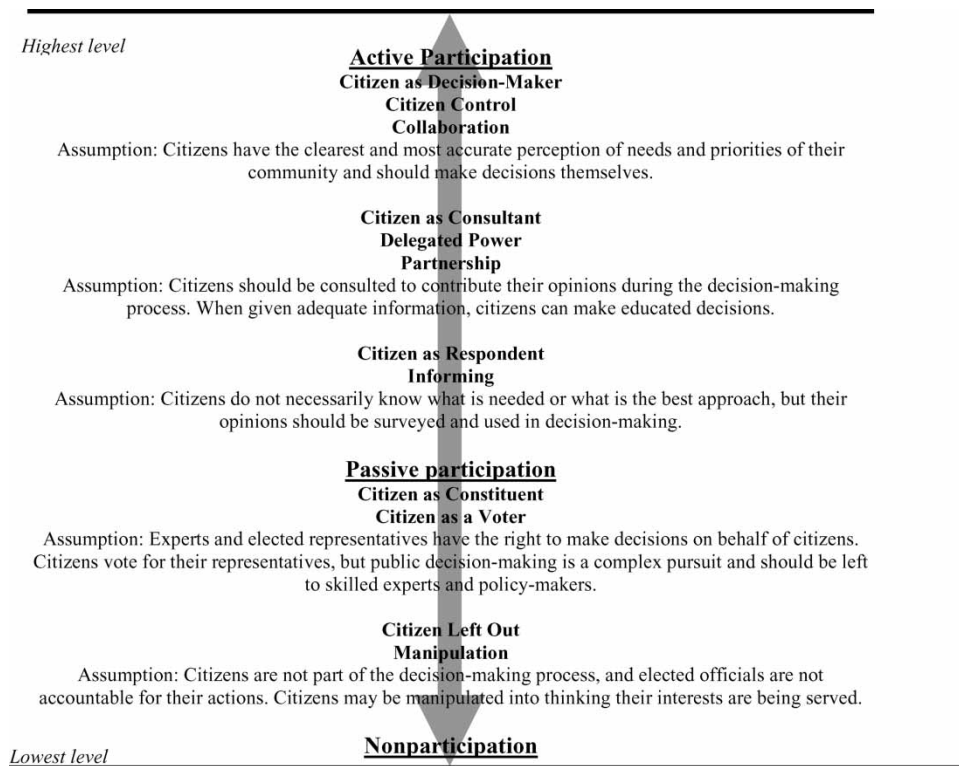 Highest level
Active Participation
Citizen as Decision-Maker
Citizen Control
Collaboration
Assumption: Citizens have the clearest and most accurate perception of needs and priorities of their
community and should make decisions themselves.
Citizen as Consultant
Delegated Power
Partnership
Assumption: Citizens should be consulted to contribute their opinions during the decision-making
process. When given adequate information, citizens can make educated decisions.
Citizen as Respondent
Informing
Assumption: Citizens do not necessarily know what is needed or what is the best approach, but their
opinions should be surveyed and used in decision-making.
Passive participation
Citizen as Constituent
Citizen as a Voter
Assumption: Experts and elected representatives have the right to make decisions on behalf of citizens.
Citizens vote for their representatives, but public decision-making is a complex pursuit and should be left
to skilled experts and policy-makers.
Citizen Left Out
Manipulation
Assumption: Citizens are not part of the decision-making process, and elected officials are not
accountable for their actions. Citizens may be manipulated into thinking their interests are being served.
Nonparticipation
Lowest level